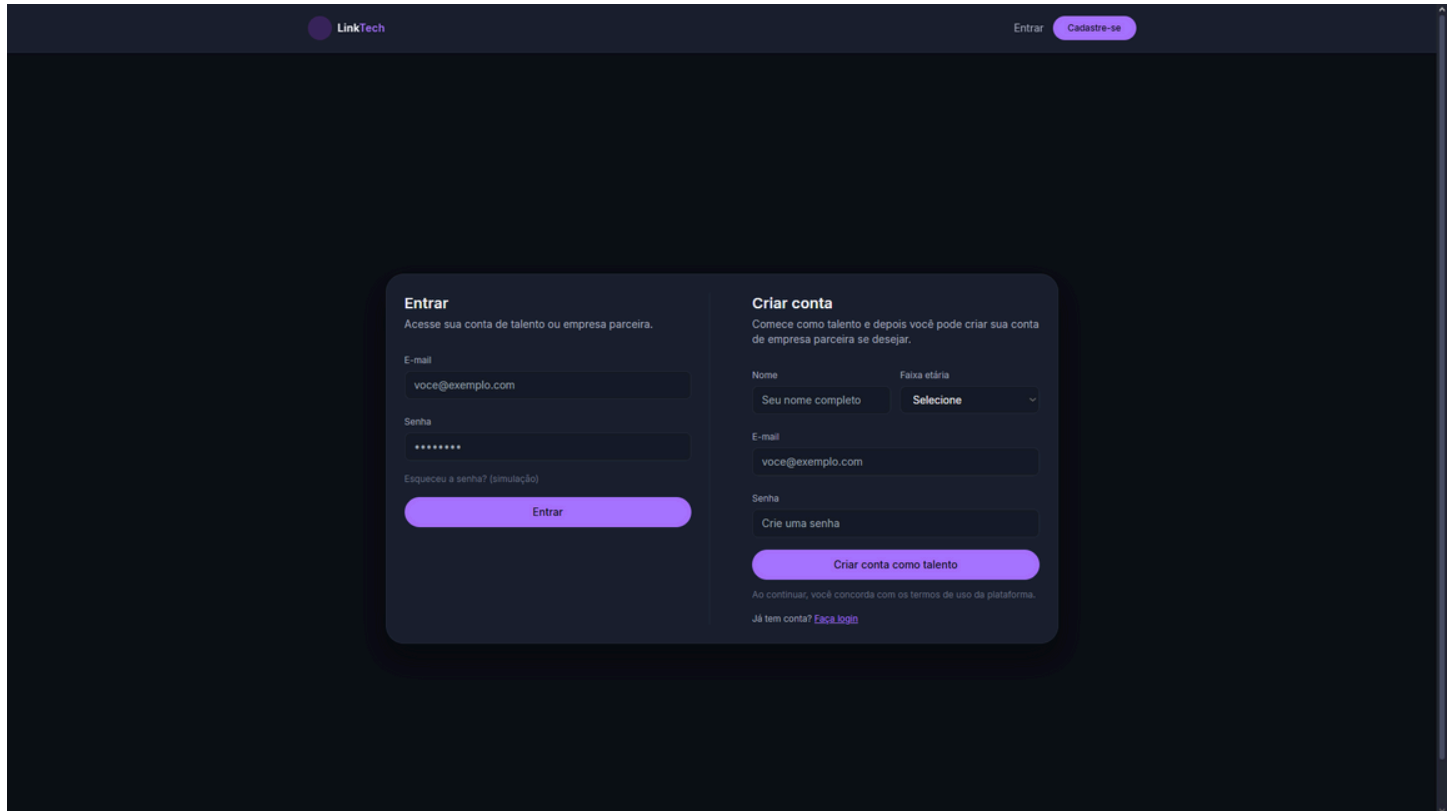 LinkTech
Entrar
Cadastre-se
Entrar
Acesse sua conta de talento ou empresa parceira.
E-mail
voce@exemplo.com
Senha
••••••••
Esqueceu a senha? (simulação)
Entrar
Criar conta
Comece como talento e depois você pode criar sua conta
de empresa parceira se desejar.
Nome
Faixa etária
Seu nome completo
Selecione
E-mail
voce@exemplo.com
Senha
Crie uma senha
Criar conta como talento
Ao continuar, você concorda com os termos de uso da plataforma.
Já tem conta? Faça login